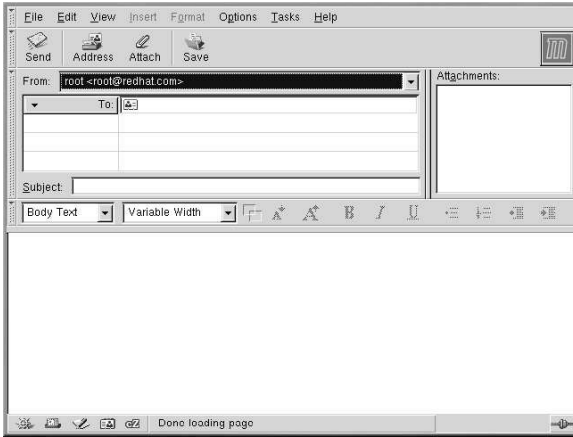 File Edit View Insert Format Options Tasks Help
Send Address Attach Save
From: root <root@redhat.com>
Attachments:
To:
Subject:
Body Text Variable Width B I U
Done loading page